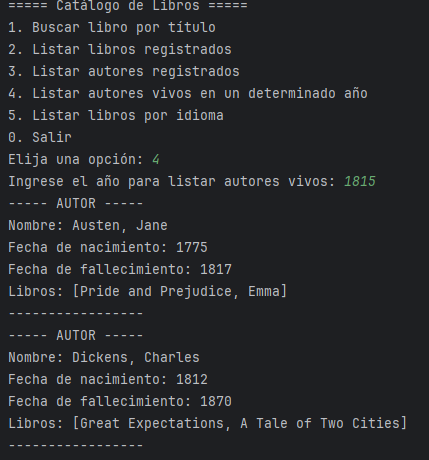 ===== Catálogo de Libros =====
1. Buscar libro por título
2. Listar libros registrados
3. Listar autores registrados
4. Listar autores vivos en un determinado año
5. Listar libros por idioma
0. Salir
Elija una opción: 4
Ingrese el año para listar autores vivos: 1815
----- AUTOR -----
Nombre: Austen, Jane
Fecha de nacimiento: 1775
Fecha de fallecimiento: 1817
Libros: [Pride and Prejudice, Emma]
-----------------
----- AUTOR -----
Nombre: Dickens, Charles
Fecha de nacimiento: 1812
Fecha de fallecimiento: 1870
Libros: [Great Expectations, A Tale of Two Cities]
-----------------